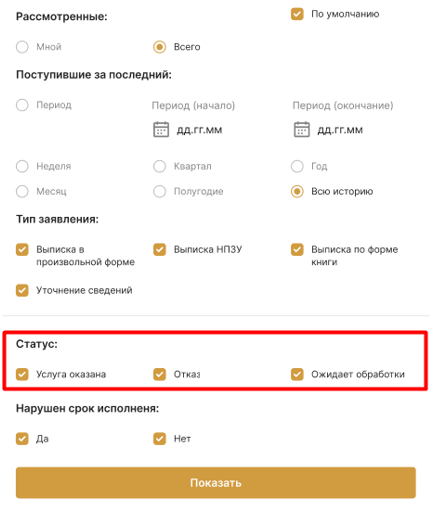 Рассмотренные:
По умолчанию
Мной
Всего
Поступившие за последний:
Период
Период (начало)
Период (окончание)
дд.гг.мм
дд.гг.мм
Неделя
Квартал
Год
Месяц
Полугодие
Всю историю
Тип заявления:
Выписка в
произвольной форме
Выписка НПЗУ
Выписка по форме
книги
Уточнение сведений
Статус:
Услуга оказана
Отказ
Ожидает обработки
Нарушен срок исполненя:
Да
Нет
Показать